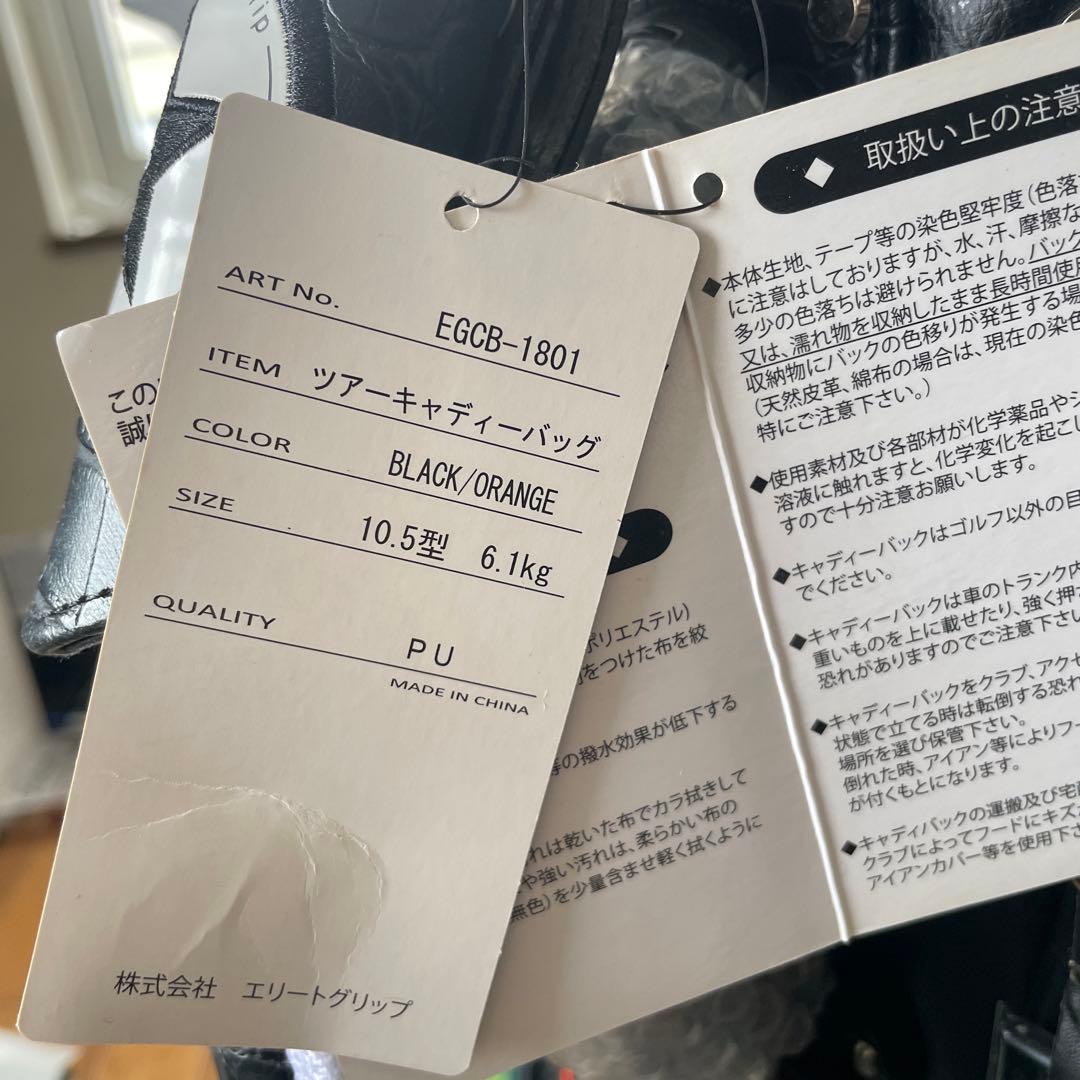 ip
ART No.
EGCB-1801
ITEM ツアーキャディーバッグ
COLOR
BLACK/ORANGE
SIZE
10.5型 6.1kg
QUALITY
PU
MADE IN CHINA
株式会社 エリートグリップ
この
誠
取扱い上の注意
◆本体生地、テープ等の染色堅牢度(色落
に注意はしておりますが、水、汗、摩擦な
多少の色落ちは避けられません。バック
又は、濡れ物を収納したまま長時間使用
収納物にバックの色移りが発生する場
(天然皮革、綿布の場合は、現在の染色
特にご注意下さい。)
◆使用素材及び各部材が化学薬品やシ
溶液に触れますと、化学変化を起こし
すので十分注意お願いします。
◆キャディーバックはゴルフ以外の目
でください。
◆キャディーバックは車のトランク内
重いものを上に載せたり、強く押
恐れがありますのでご注意下さい
◆キャディーバックをクラブ、アクセ
状態で立てる時は転倒する恐れ
場所を選び保管下さい。
倒れた時、アイアン等によりフー
が付くもとになります。
◆キャディバックの運搬及び宅配
クラブによってフードにキズ
アイアンカバー等を使用下さ
ポリエステル)
をつけた布を絞
等の撥水効果が低下する
れは乾いた布でカラ拭きして
や強い汚れは、柔らかい布の
無色)を少量含ませ軽く拭くように